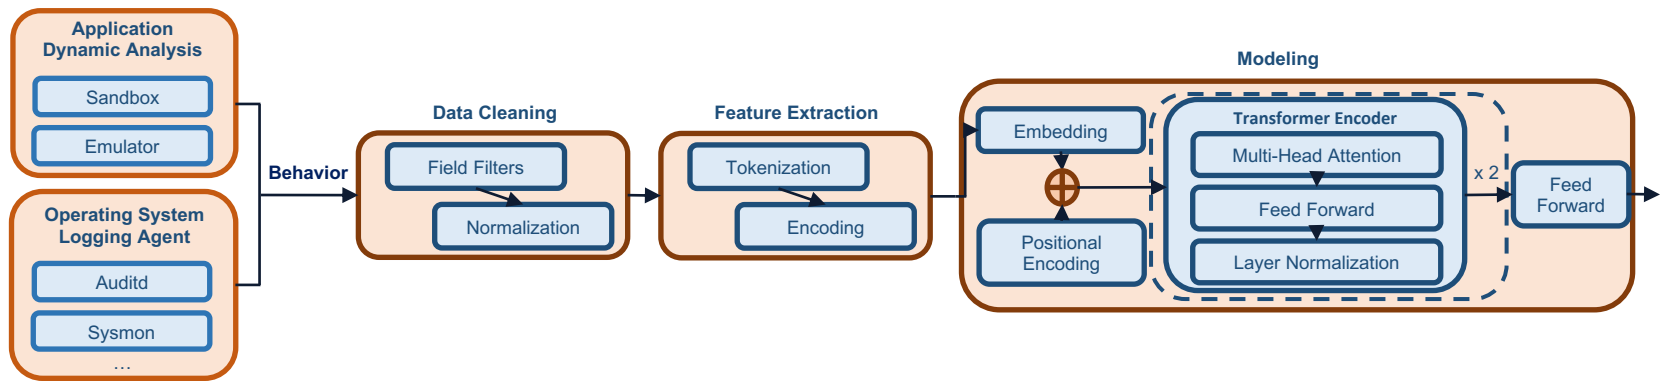 Application
Dynamic Analysis
Sandbox
Emulator
Operating System
Logging Agent
Auditd
Sysmon
...
Behavior
Data Cleaning
Field Filters
Normalization
Feature Extraction
Tokenization
Encoding
Modeling
Embedding
Positional
Encoding
Transformer Encoder
Multi-Head Attention
Feed Forward
Layer Normalization
x 2
Feed
Forward